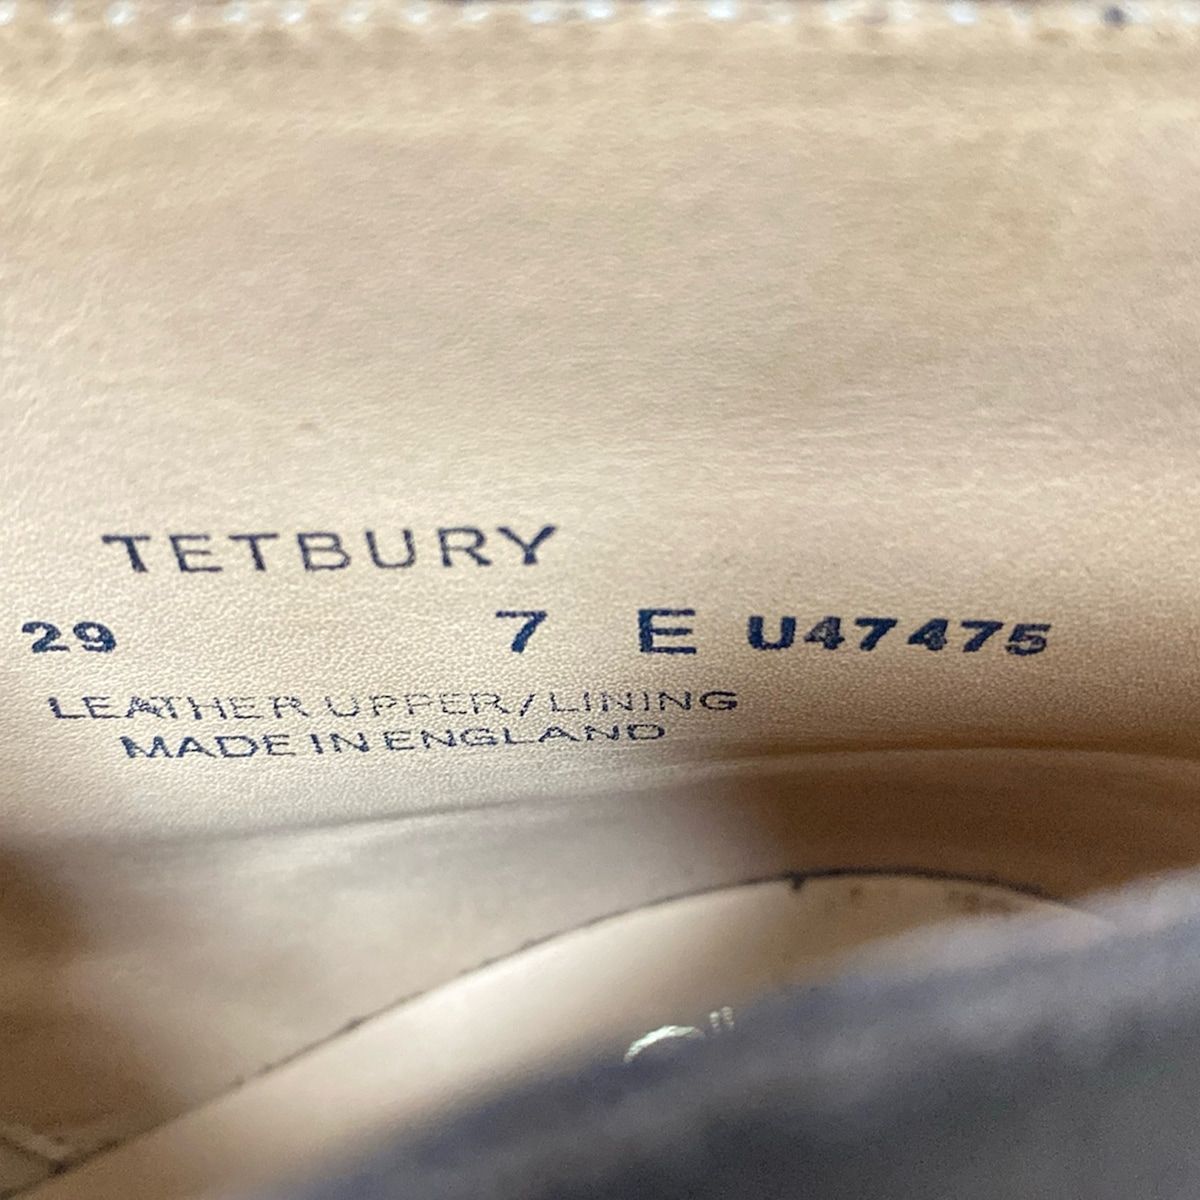 TETBURY
29 7 E U47475
LEATHER UPPER/LINING
MADE IN ENGLAND